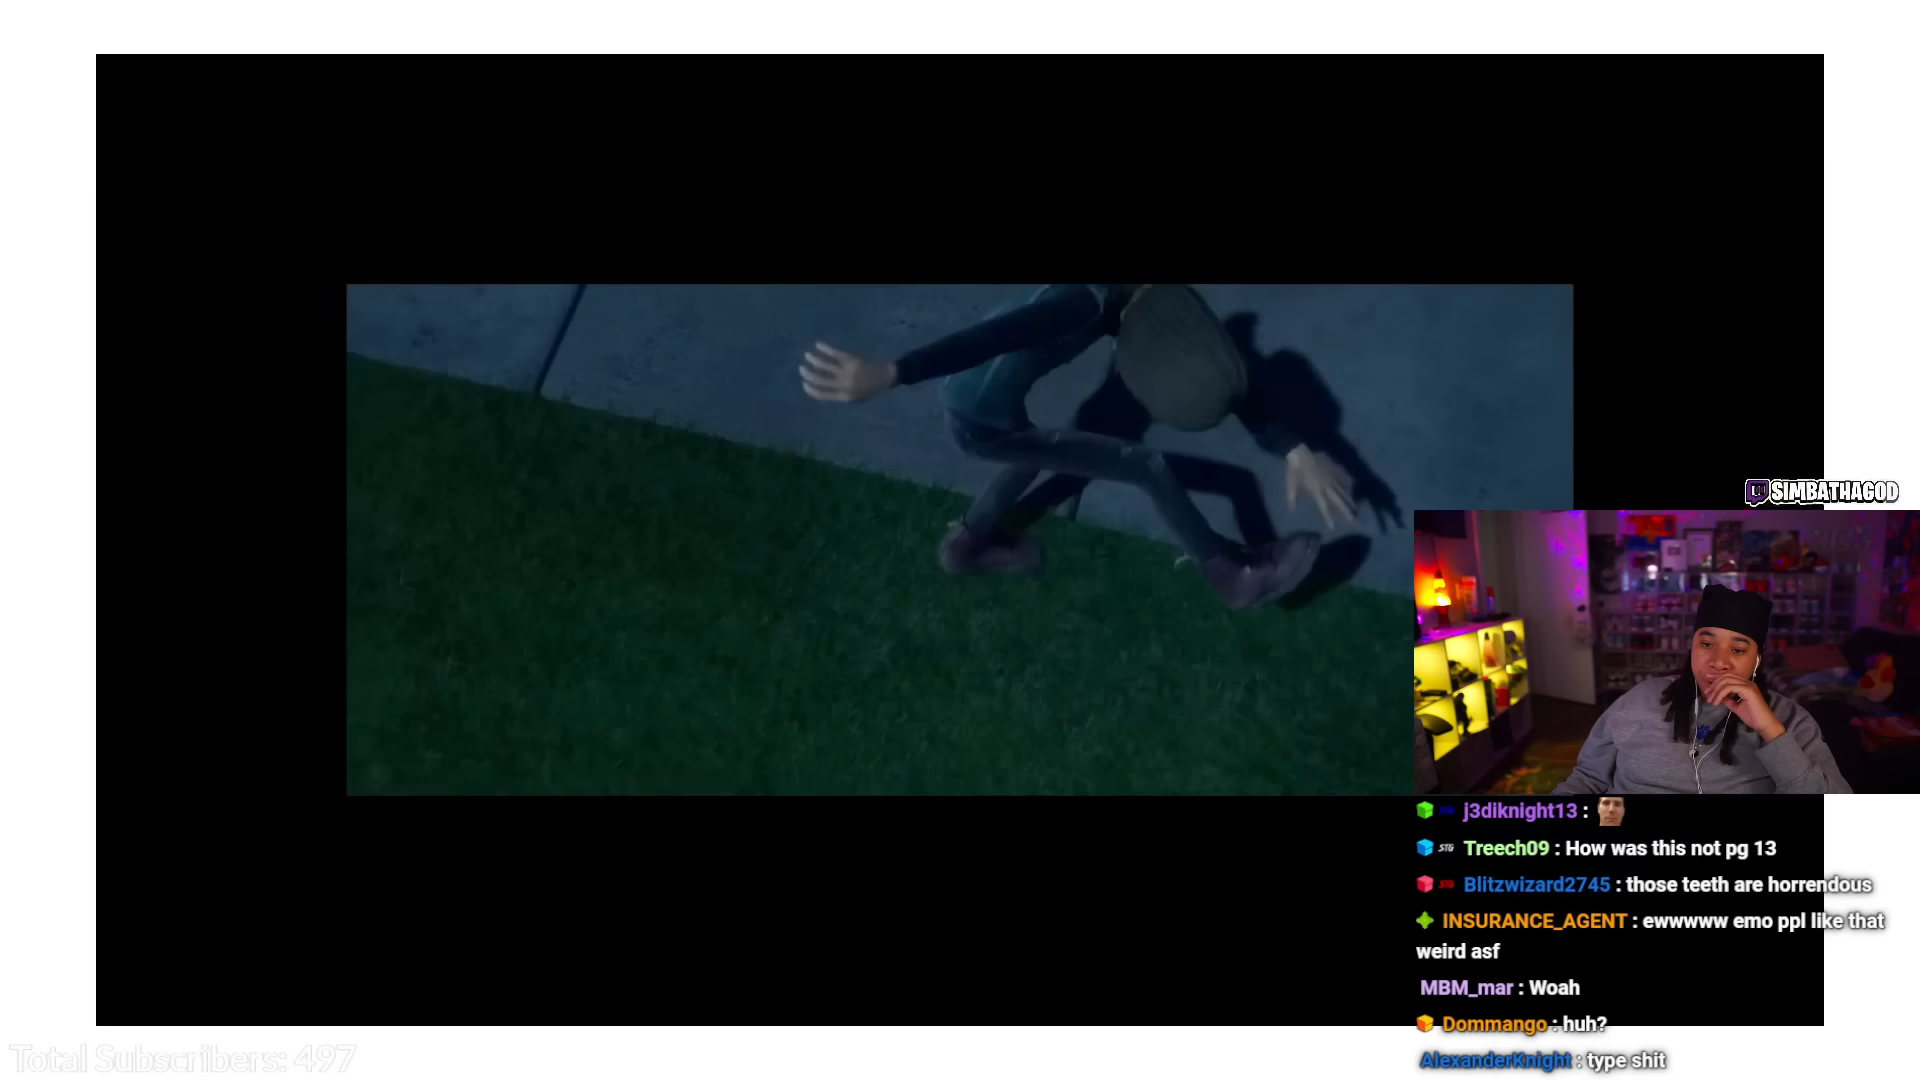 SIMBATHAGOD
j3diknight13 :
STG Treech09 : How was this not pg 13
Blitzwizard2745 : those teeth are horrendous
INSURANCE_AGENT : ewwwww emo ppl like that
weird asf
MBM_mar : Woah
Dommango : huh?
AlexanderKnight : type shit
Total Subscribers: 497